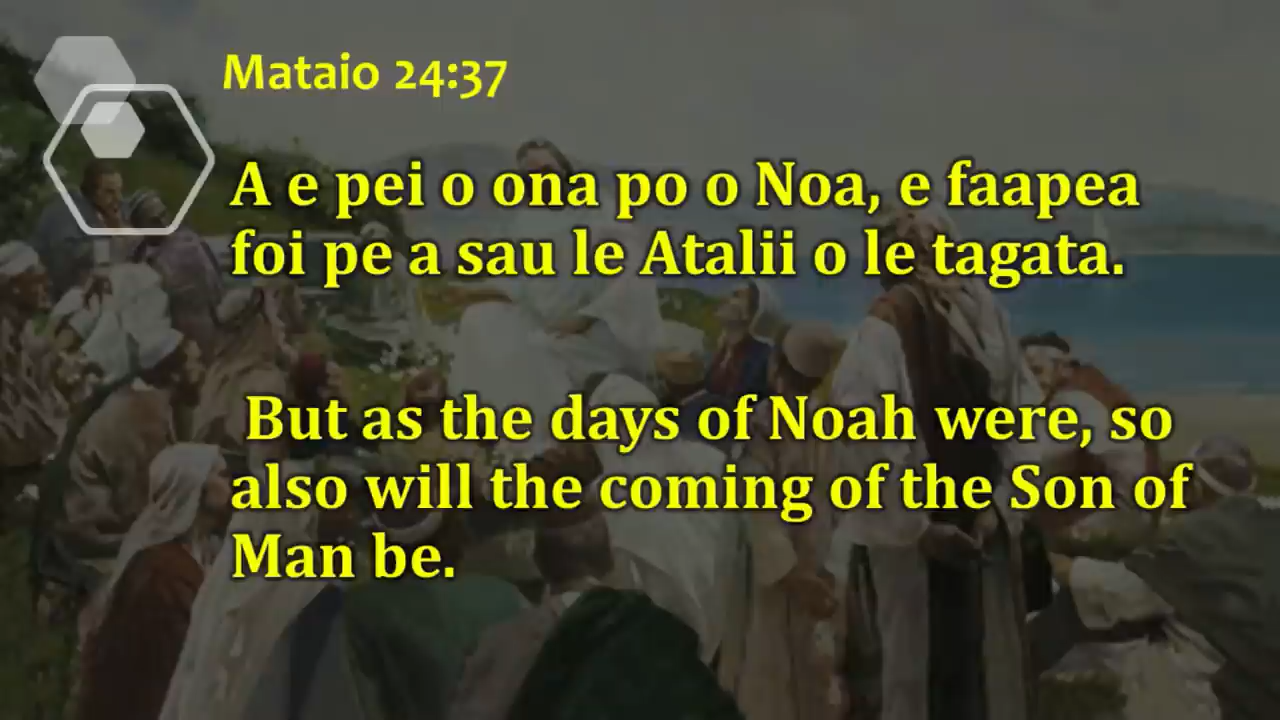 Mataio 24:37
A e pei o ona po o Noa, e faapea
foi pe a sau le Atalii o le tagata.
But as the days of Noah were, so
also will the coming of the Son of
Man be.